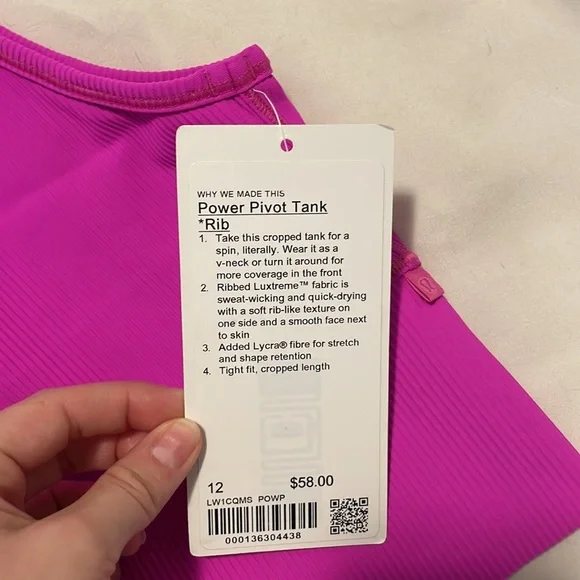 WHY WE MADE THIS
Power Pivot Tank
*Rib
1. Take this cropped tank for a
spin, literally. Wear it as a
v-neck or turn it around for
more coverage in the front
2. Ribbed Luxtreme™ fabric is
sweat-wicking and quick-drying
with a soft rib-like texture on
one side and a smooth face next
to skin
3. Added Lycra® fibre for stretch
and shape retention
4. Tight fit, cropped length
12 $58.00
LW1CQMS POWP
000136304438